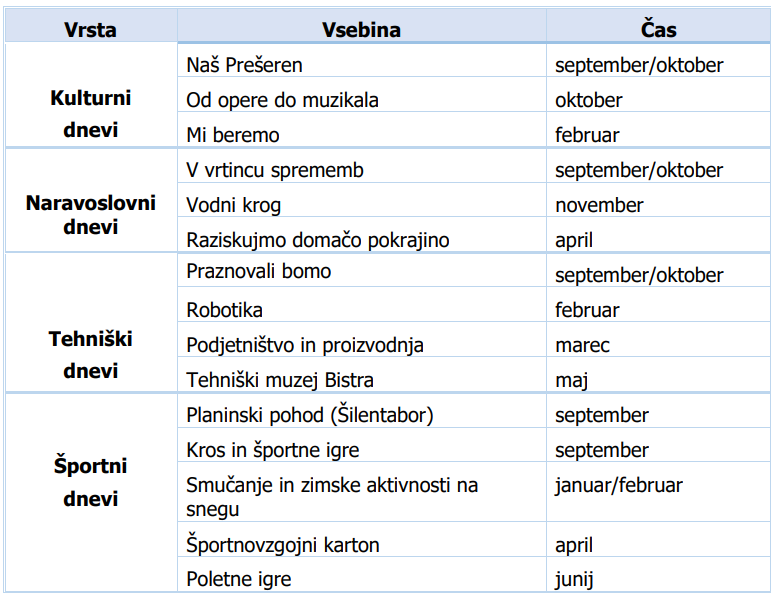 Vrsta Vsebina Čas
Kulturni
dnevi
Naš Prešeren september/oktober
Od opere do muzikala oktober
Mi beremo februar
Naravoslovni
dnevi
V vrtincu sprememb september/oktober
Vodni krog november
Raziskujmo domačo pokrajino april
Tehniški
dnevi
Praznovali bomo september/oktober
Robotika februar
Podjetništvo in proizvodnja marec
Tehniški muzej Bistra maj
Športni
dnevi
Planinski pohod (Šilentabor) september
Kros in športne igre september
Smučanje in zimske aktivnosti na januar/februar
snegu
Športnovzgojni karton april
Poletne igre junij